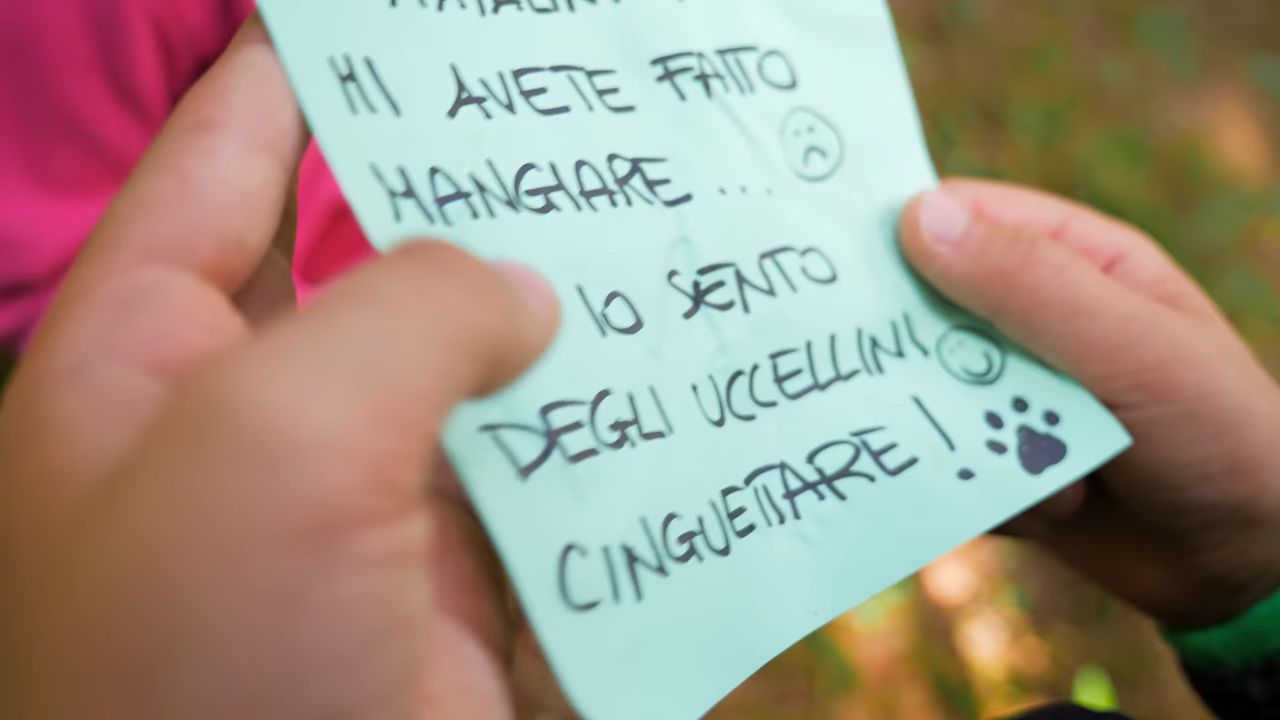 MI AVETE FATTO
MANGIARE ...
IO SENTO
DEGLI UCCELLINI
CINGUETTARE!